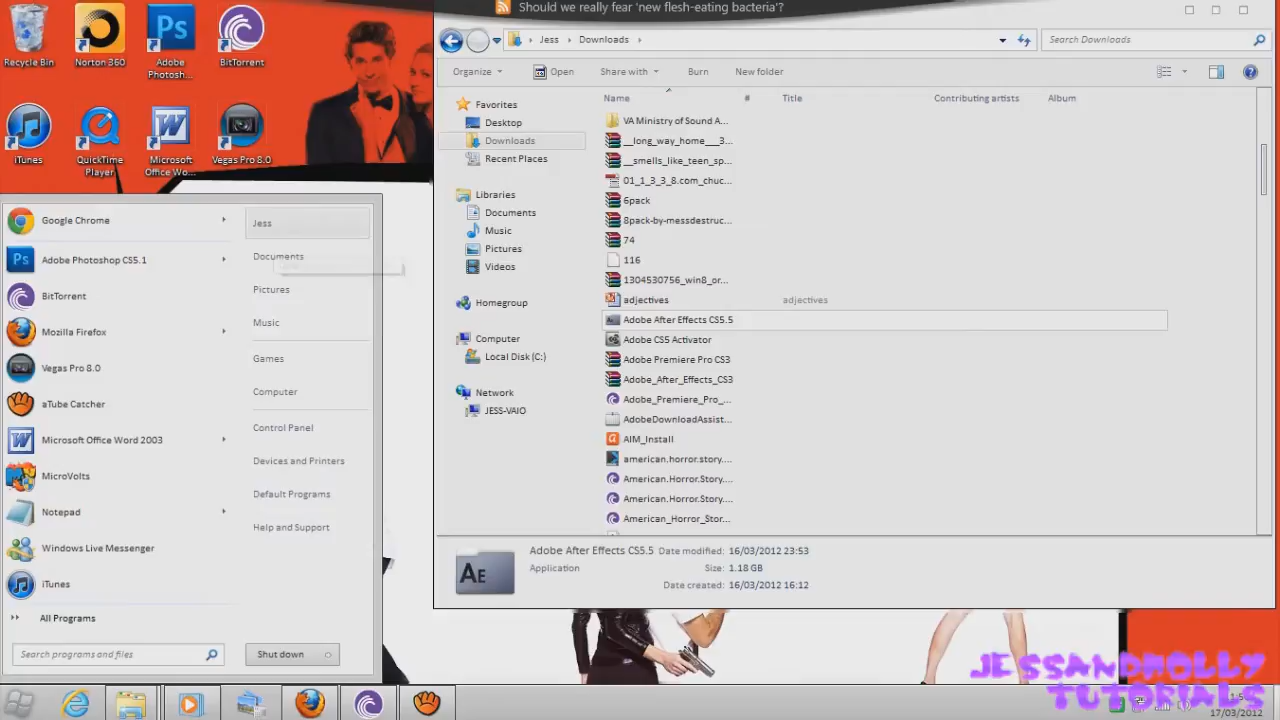 Should we really fear 'new flesh-eating bacteria'?
Recycle Bin
Norton 360
Adobe
Photosh...
BitTorrent
iTunes
QuickTime
Player
Microsoft
Office Wo...
Vegas Pro 8.0
Jess
Downloads
Search Downloads
Organize
Open
Share with
Burn
New folder
Name
#
Title
Contributing artists
Album
Favorites
Desktop
Downloads
Recent Places
Libraries
Documents
Music
Pictures
Videos
Homegroup
Computer
Local Disk (C:)
Network
JESS-VAIO
VA Ministry of Sound A...
__long_way_home___3...
__smells_like_teen_sp...
01_1_3_3_8.com_chuc...
6pack
8pack-by-messdestruc...
74
116
1304530756_win8_or...
adjectives adjectives
Adobe After Effects CS5.5
Adobe CS5 Activator
Adobe Premiere Pro CS3
Adobe_After_Effects_CS3
Adobe_Premiere_Pro_...
AdobeDownloadAssist...
AIM_Install
american.horror.story....
American.Horror.Story....
American.Horror.Story....
American_Horror_Stor...
Adobe After Effects CS5.5 Date modified: 16/03/2012 23:53
Application Size: 1.18 GB
Date created: 16/03/2012 16:12
Ae
Google Chrome
Adobe Photoshop CS5.1
BitTorrent
Mozilla Firefox
Vegas Pro 8.0
aTube Catcher
Microsoft Office Word 2003
MicroVolts
Notepad
Windows Live Messenger
iTunes
All Programs
Search programs and files
Jess
Documents
Pictures
Music
Games
Computer
Control Panel
Devices and Printers
Default Programs
Help and Support
Shut down
JESSANDHOLLY
TUTORIALS
17/03/2012